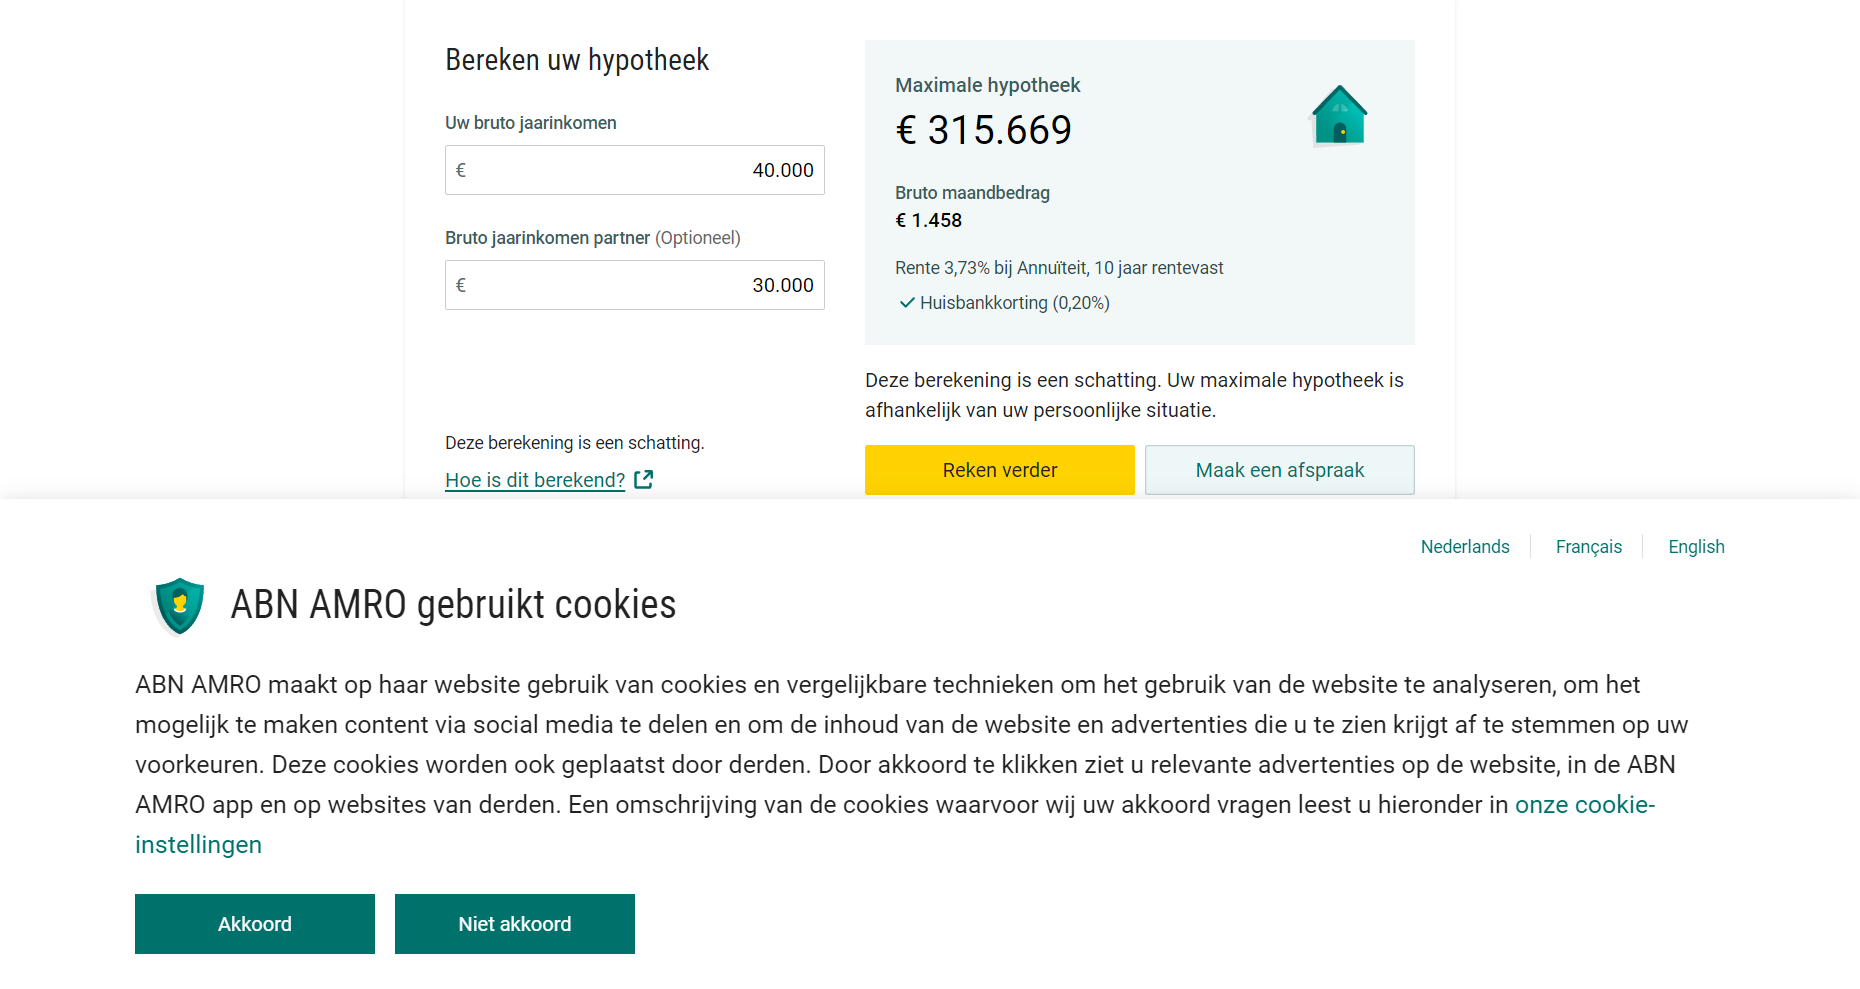 Bereken uw hypotheek
Uw bruto jaarinkomen
€ 40.000
Bruto jaarinkomen partner (Optioneel)
€ 30.000
Deze berekening is een schatting.
Hoe is dit berekend?
Maximale hypotheek
€ 315.669
Bruto maandbedrag
€ 1.458
Rente 3,73% bij Annuïteit, 10 jaar rentevast
Huisbankkorting (0,20%)
Deze berekening is een schatting. Uw maximale hypotheek is
afhankelijk van uw persoonlijke situatie.
Reken verder
Maak een afspraak
Nederlands
Français
English
ABN AMRO gebruikt cookies
ABN AMRO maakt op haar website gebruik van cookies en vergelijkbare technieken om het gebruik van de website te analyseren, om het
mogelijk te maken content via social media te delen en om de inhoud van de website en advertenties die u te zien krijgt af te stemmen op uw
voorkeuren. Deze cookies worden ook geplaatst door derden. Door akkoord te klikken ziet u relevante advertenties op de website, in de ABN
AMRO app en op websites van derden. Een omschrijving van de cookies waarvoor wij uw akkoord vragen leest u hieronder in onze cookie-
instellingen
Akkoord
Niet akkoord